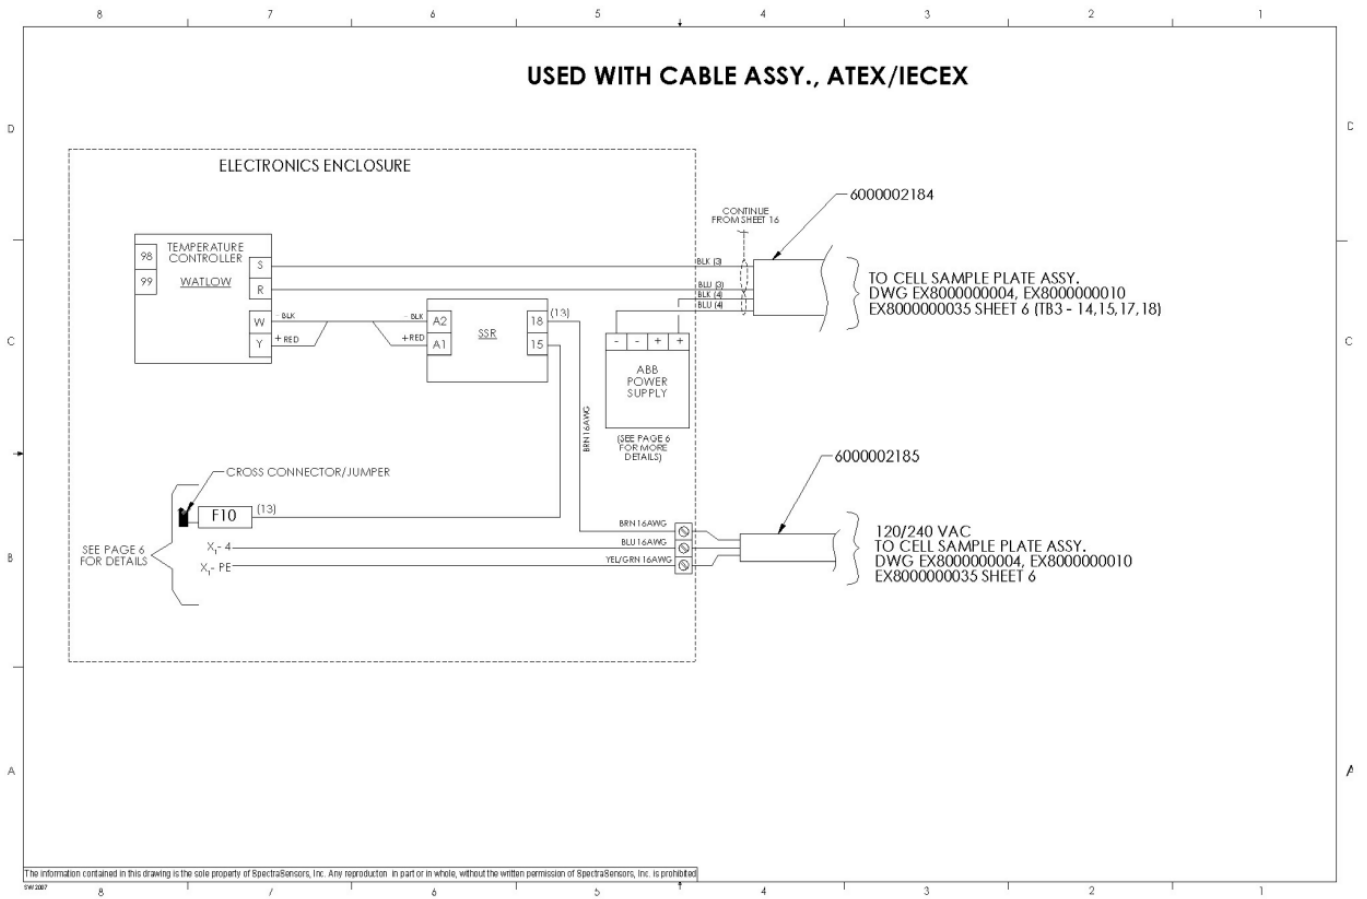 8 7 6 5 4 3 2 1
USED WITH CABLE ASSY., ATEX/IECEX
D
D
ELECTRONICS ENCLOSURE
6000002184
CONTINUE
FROM SHEET 16
98
99
TEMPERATURE
CONTROLLER
WATLOW
S
R
W
Y
BLK (3)
BLU (3)
BLK (4)
BLU (4)
TO CELL SAMPLE PLATE ASSY.
DWG EX8000000004, EX8000000010
EX8000000035 SHEET 6 (TB3 - 14,15,17,18)
- BLK
+ RED
- BLK
+ RED
A2
A1
SSR
18
15
(13)
C
C
- - + +
ABB
POWER
SUPPLY
(SEE PAGE 6
FOR MORE
DETAILS)
BRN 16AWG
6000002185
CROSS CONNECTOR/JUMPER
F10
(13)
SEE PAGE 6
FOR DETAILS
X1- 4
X1- PE
BRN 16AWG
BLU 16AWG
YEL/GRN 16AWG
120/240 VAC
TO CELL SAMPLE PLATE ASSY.
DWG EX8000000004, EX8000000010
EX8000000035 SHEET 6
B
B
A
A
The information contained in this drawing is the sole property of SpectraSensors, Inc. Any reproducton in part or in whole, without the written permission of SpectraSensors, Inc. is prohibited
SW 2007
8 7 6 5 4 3 2 1